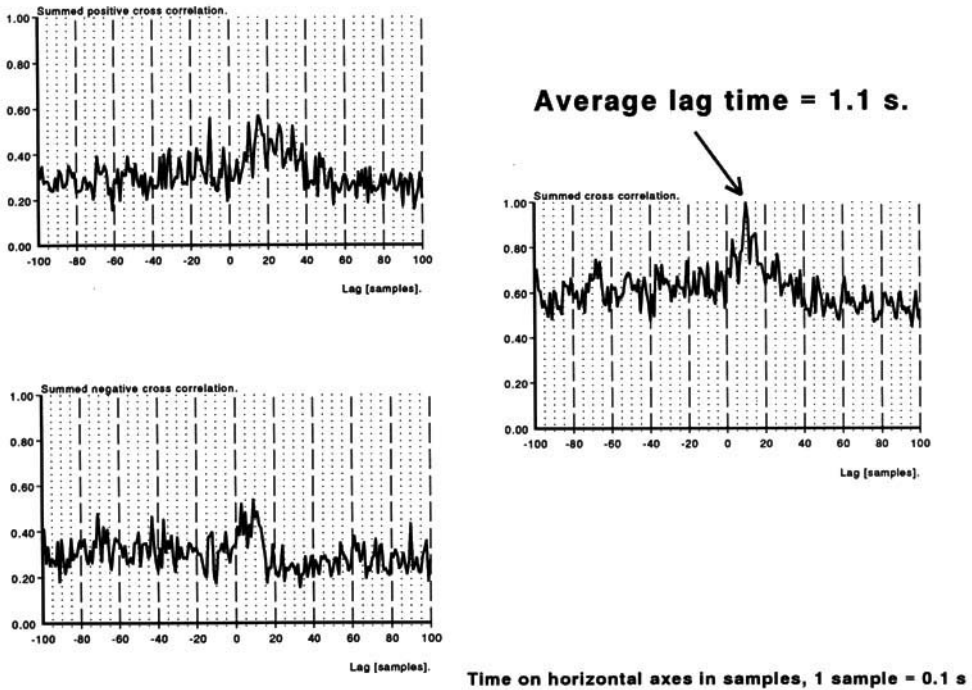 Summed positive cross correlation.
1.00
0.80
0.60
0.40
0.20
0.00
-100 -80 -60 -40 -20 0 20 40 60 80 100
Lag [samples].
Average lag time = 1.1 s.
Summed cross correlation.
1.00
0.80
0.60
0.40
0.20
0.00
-100 -80 -60 -40 -20 0 20 40 60 80 100
Lag [samples].
Summed negative cross correlation.
1.00
0.80
0.60
0.40
0.20
0.00
-100 -80 -60 -40 -20 0 20 40 60 80 100
Lag [samples].
Time on horizontal axes in samples, 1 sample = 0.1 s